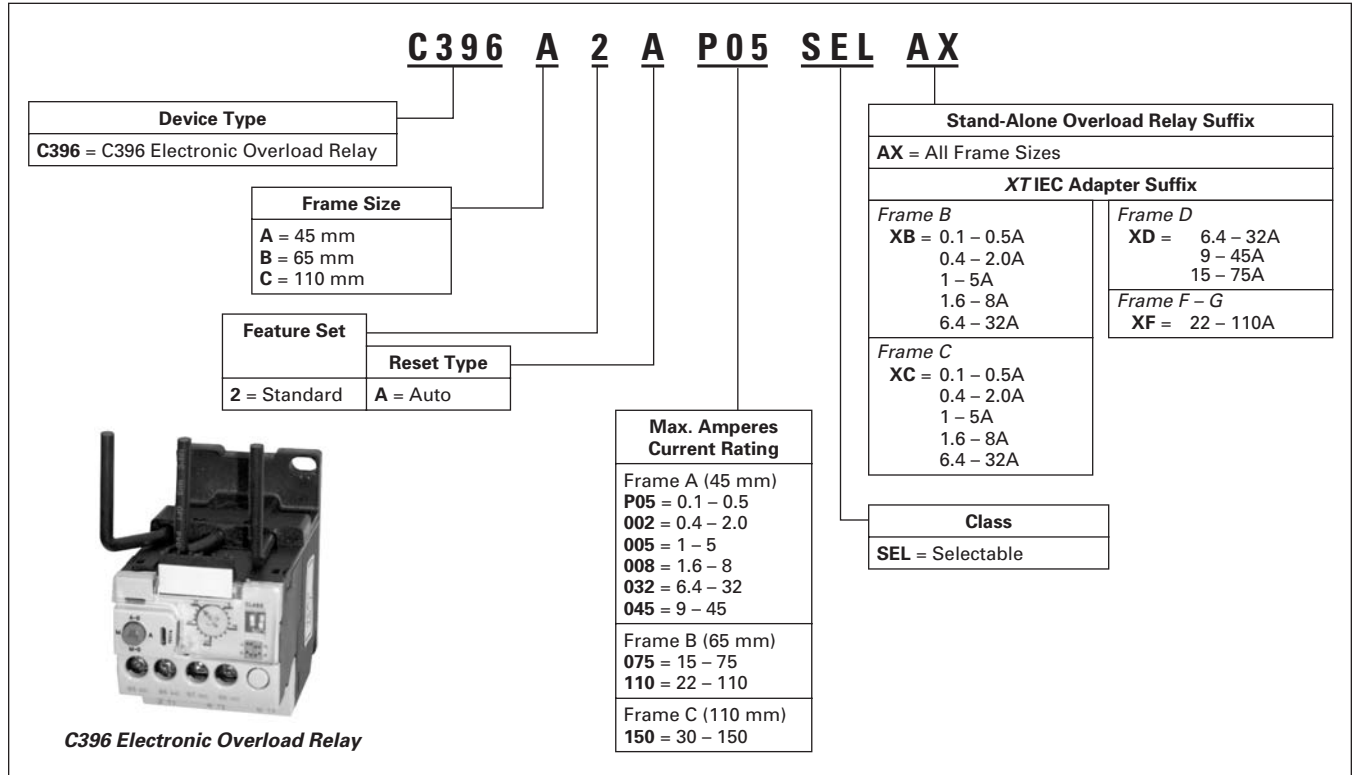 C396 A 2 A P05 SEL AX
Device Type
C396 = C396 Electronic Overload Relay
Frame Size
A = 45 mm
B = 65 mm
C = 110 mm
Feature Set
2 = Standard
Reset Type
A = Auto
Max. Amperes
Current Rating
Frame A (45 mm)
P05 = 0.1 – 0.5
002 = 0.4 – 2.0
005 = 1 – 5
008 = 1.6 – 8
032 = 6.4 – 32
045 = 9 – 45
Frame B (65 mm)
075 = 15 – 75
110 = 22 – 110
Frame C (110 mm)
150 = 30 – 150
Stand-Alone Overload Relay Suffix
AX = All Frame Sizes
XT IEC Adapter Suffix
Frame B
XB = 0.1 – 0.5A
0.4 – 2.0A
1 – 5A
1.6 – 8A
6.4 – 32A
Frame C
XC = 0.1 – 0.5A
0.4 – 2.0A
1 – 5A
1.6 – 8A
6.4 – 32A
Frame D
XD = 6.4 – 32A
9 – 45A
15 – 75A
Frame F – G
XF = 22 – 110A
Class
SEL = Selectable
CLASS
C396 Electronic Overload Relay